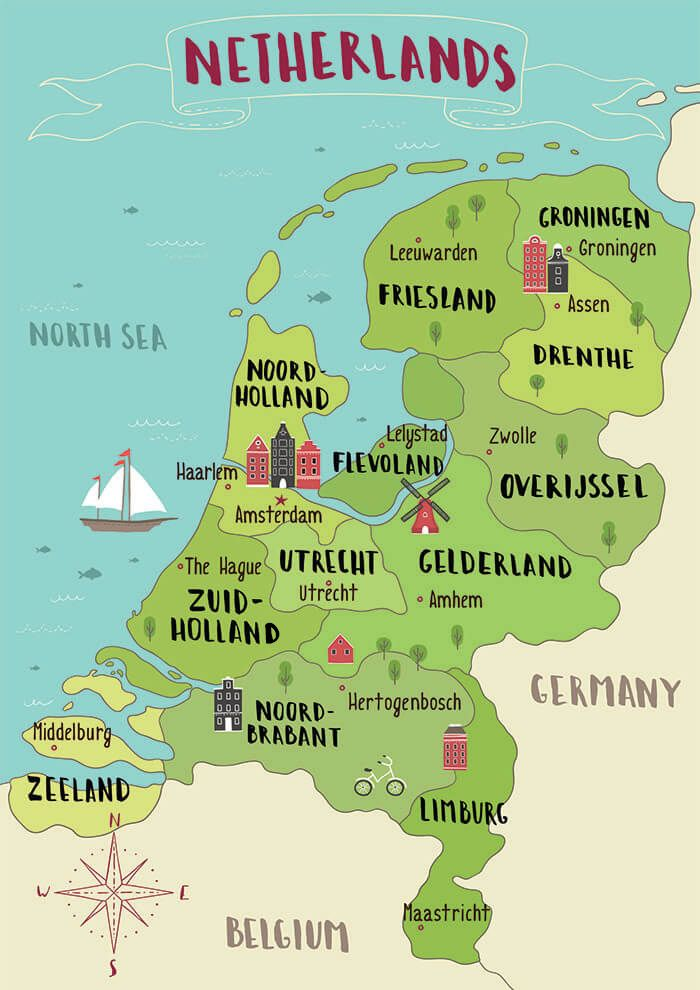 NETHERLANDS
GRONINGEN
Groningen
Leeuwarden
FRIESLAND
Assen
NORTH SEA
DRENTHE
NOORD-
HOLLAND
Lelystad
Zwolle
FLEVOLAND
Haarlem
OVERIJSSEL
Amsterdam
The Hague
UTRECHT
GELDERLAND
Utrecht
ZUID-
HOLLAND
Arnhem
GERMANY
Hertogenbosch
NOORD-
BRABANT
Middelburg
ZEELAND
LIMBURG
N
W
E
S
Maastricht
BELGIUM